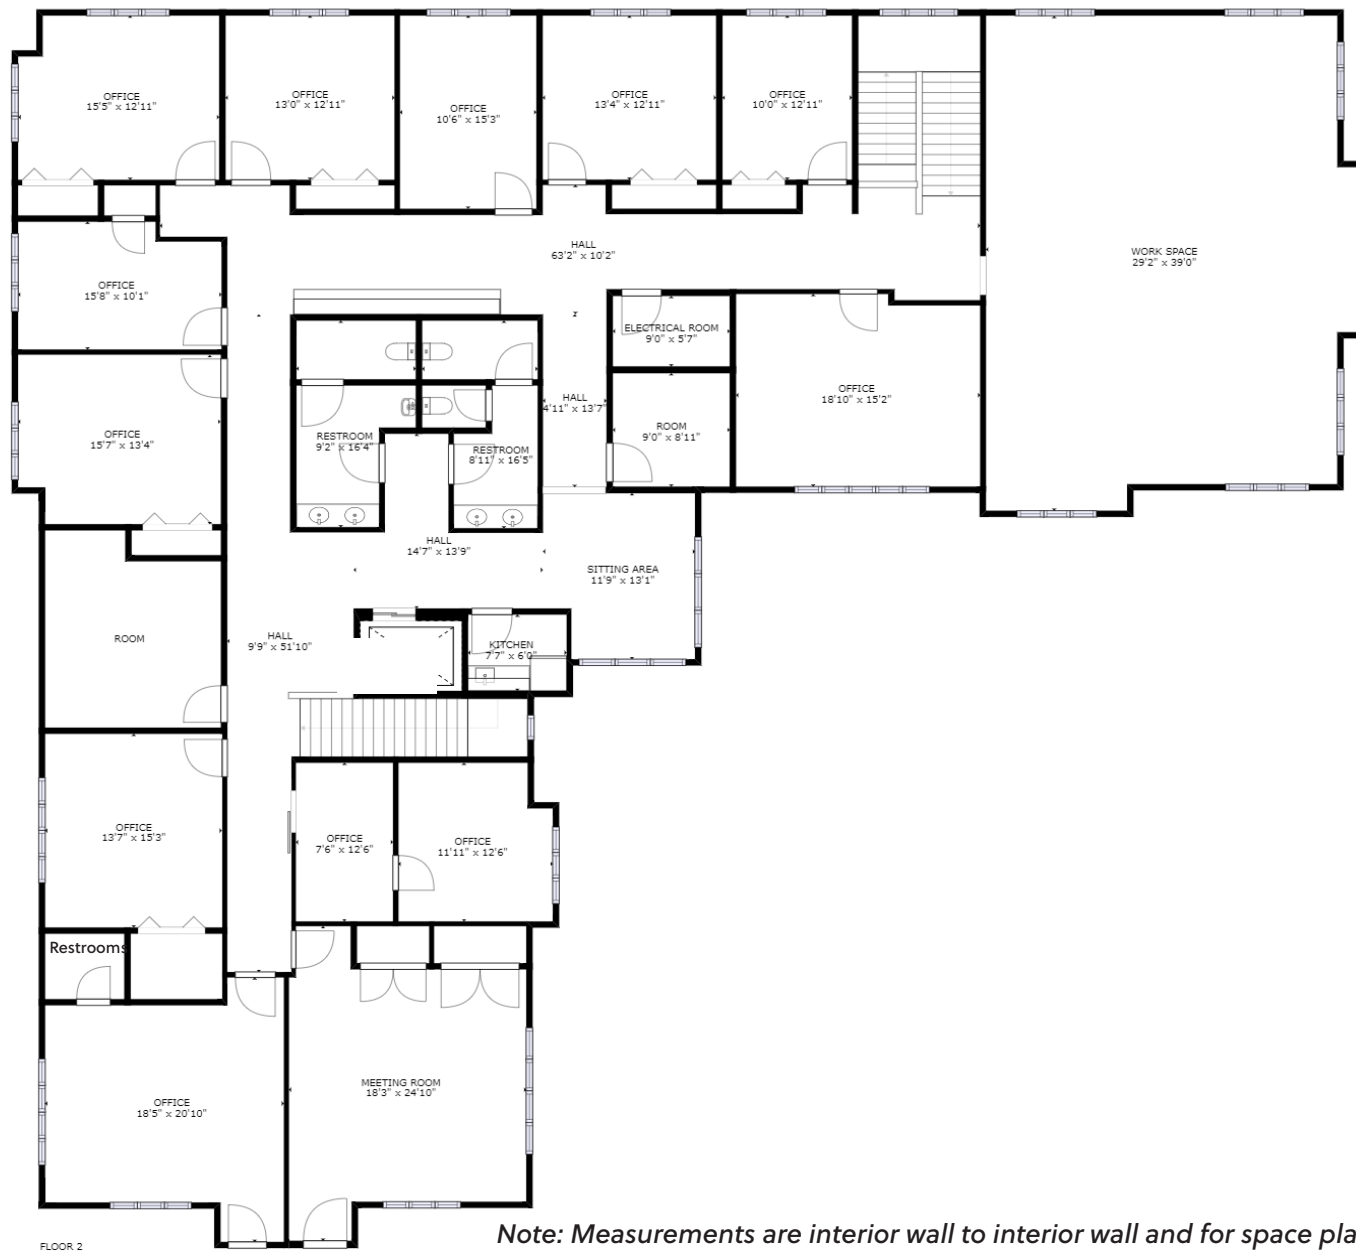 OFFICE
15'5" x 12'11"
OFFICE
13'0" x 12'11"
OFFICE
10'6" x 15'3"
OFFICE
13'4" x 12'11"
OFFICE
10'0" x 12'11"
HALL
63'2" x 10'2"
WORK SPACE
29'2" x 39'0"
OFFICE
15'8" x 10'1"
ELECTRICAL ROOM
9'0" x 5'7"
OFFICE
18'10" x 15'2"
HALL
4'11" x 13'7"
ROOM
9'0" x 8'11"
OFFICE
15'7" x 13'4"
RESTROOM
9'2" x 16'4"
RESTROOM
8'11" x 16'5"
HALL
14'7" x 13'9"
SITTING AREA
11'9" x 13'1"
ROOM
HALL
9'9" x 51'10"
KITCHEN
7'7" x 6'0"
OFFICE
13'7" x 15'3"
OFFICE
7'6" x 12'6"
OFFICE
11'11" x 12'6"
Restrooms
OFFICE
18'5" x 20'10"
MEETING ROOM
18'3" x 24'10"
FLOOR 2
Note: Measurements are interior wall to interior wall and for space pla